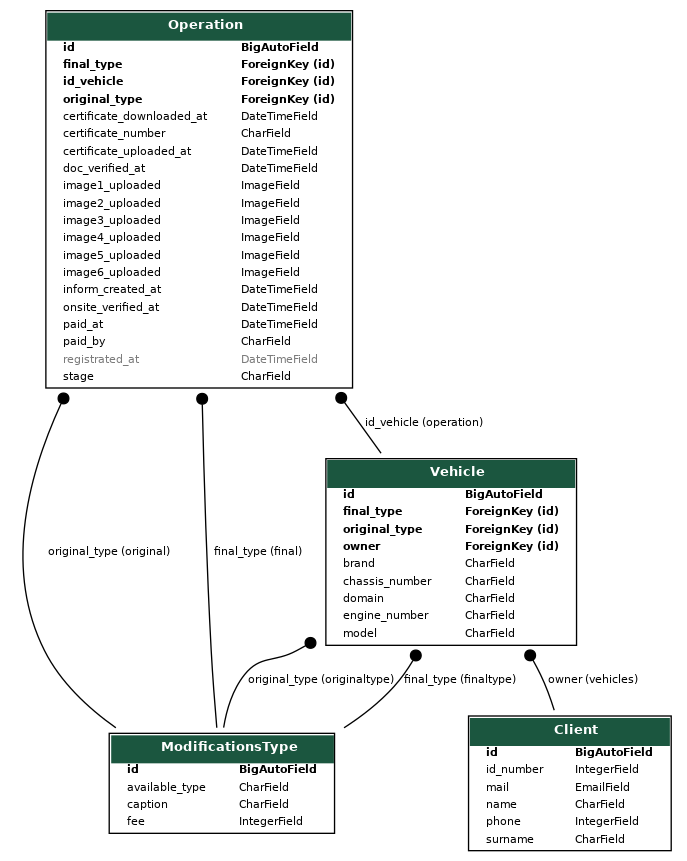 Operation
id BigAutoField
final_type ForeignKey (id)
id_vehicle ForeignKey (id)
original_type ForeignKey (id)
certificate_downloaded_at DateTimeField
certificate_number CharField
certificate_uploaded_at DateTimeField
doc_verified_at DateTimeField
image1_uploaded ImageField
image2_uploaded ImageField
image3_uploaded ImageField
image4_uploaded ImageField
image5_uploaded ImageField
image6_uploaded ImageField
inform_created_at DateTimeField
onsite_verified_at DateTimeField
paid_at DateTimeField
paid_by CharField
registrated_at DateTimeField
stage CharField
id_vehicle (operation)
Vehicle
id BigAutoField
final_type ForeignKey (id)
original_type ForeignKey (id)
owner ForeignKey (id)
brand CharField
chassis_number CharField
domain CharField
engine_number CharField
model CharField
original_type (original) final_type (final)
original_type (originaltype) final_type (finaltype) owner (vehicles)
ModificationsType
id BigAutoField
available_type CharField
caption CharField
fee IntegerField
Client
id BigAutoField
id_number IntegerField
mail EmailField
name CharField
phone IntegerField
surname CharField